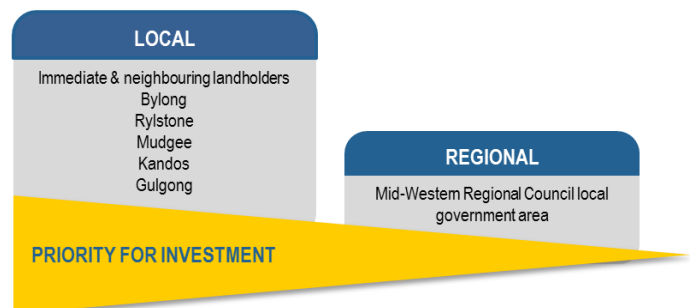 LOCAL
Immediate & neighbouring landholders
Bylong
Rylstone
Mudgee
Kandos
Gulgong
REGIONAL
Mid-Western Regional Council local
government area
PRIORITY FOR INVESTMENT